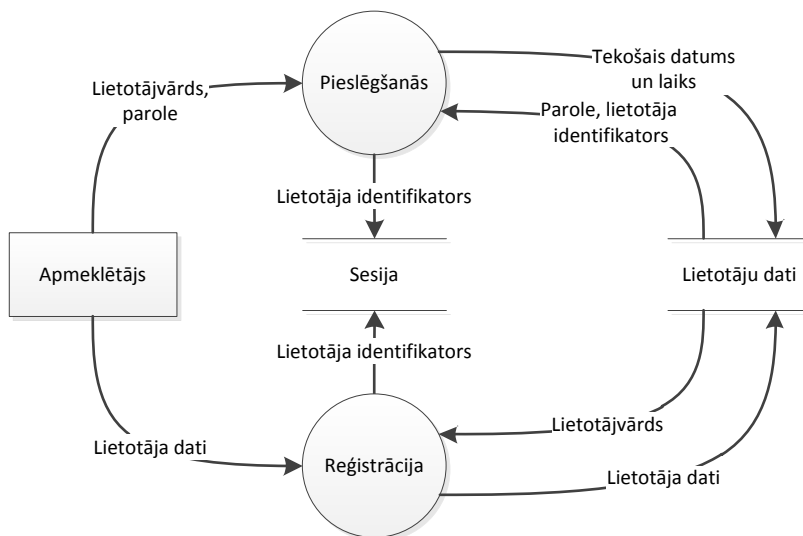 Pieslēgšanās
Tekošais datums
un laiks
Lietotājvārds,
parole
Parole, lietotāja
identifikators
Lietotāja identifikators
Apmeklētājs
Sesija
Lietotāju dati
Lietotāja identifikators
Lietotājvārds
Lietotāja dati
Reģistrācija
Lietotāja dati